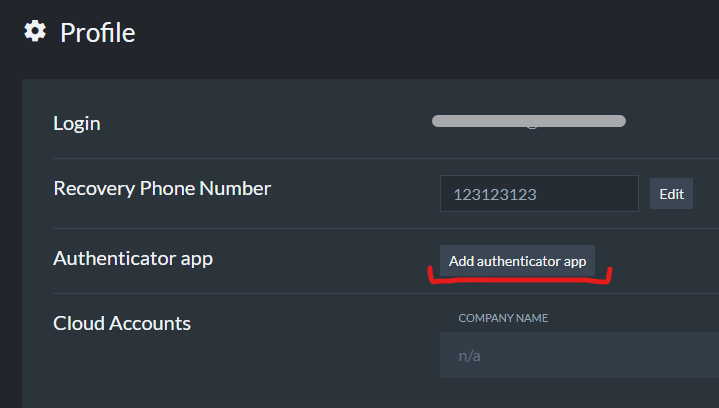 Profile
Login
@
Recovery Phone Number 123123123 Edit
Authenticator app Add authenticator app
Cloud Accounts COMPANY NAME
n/a